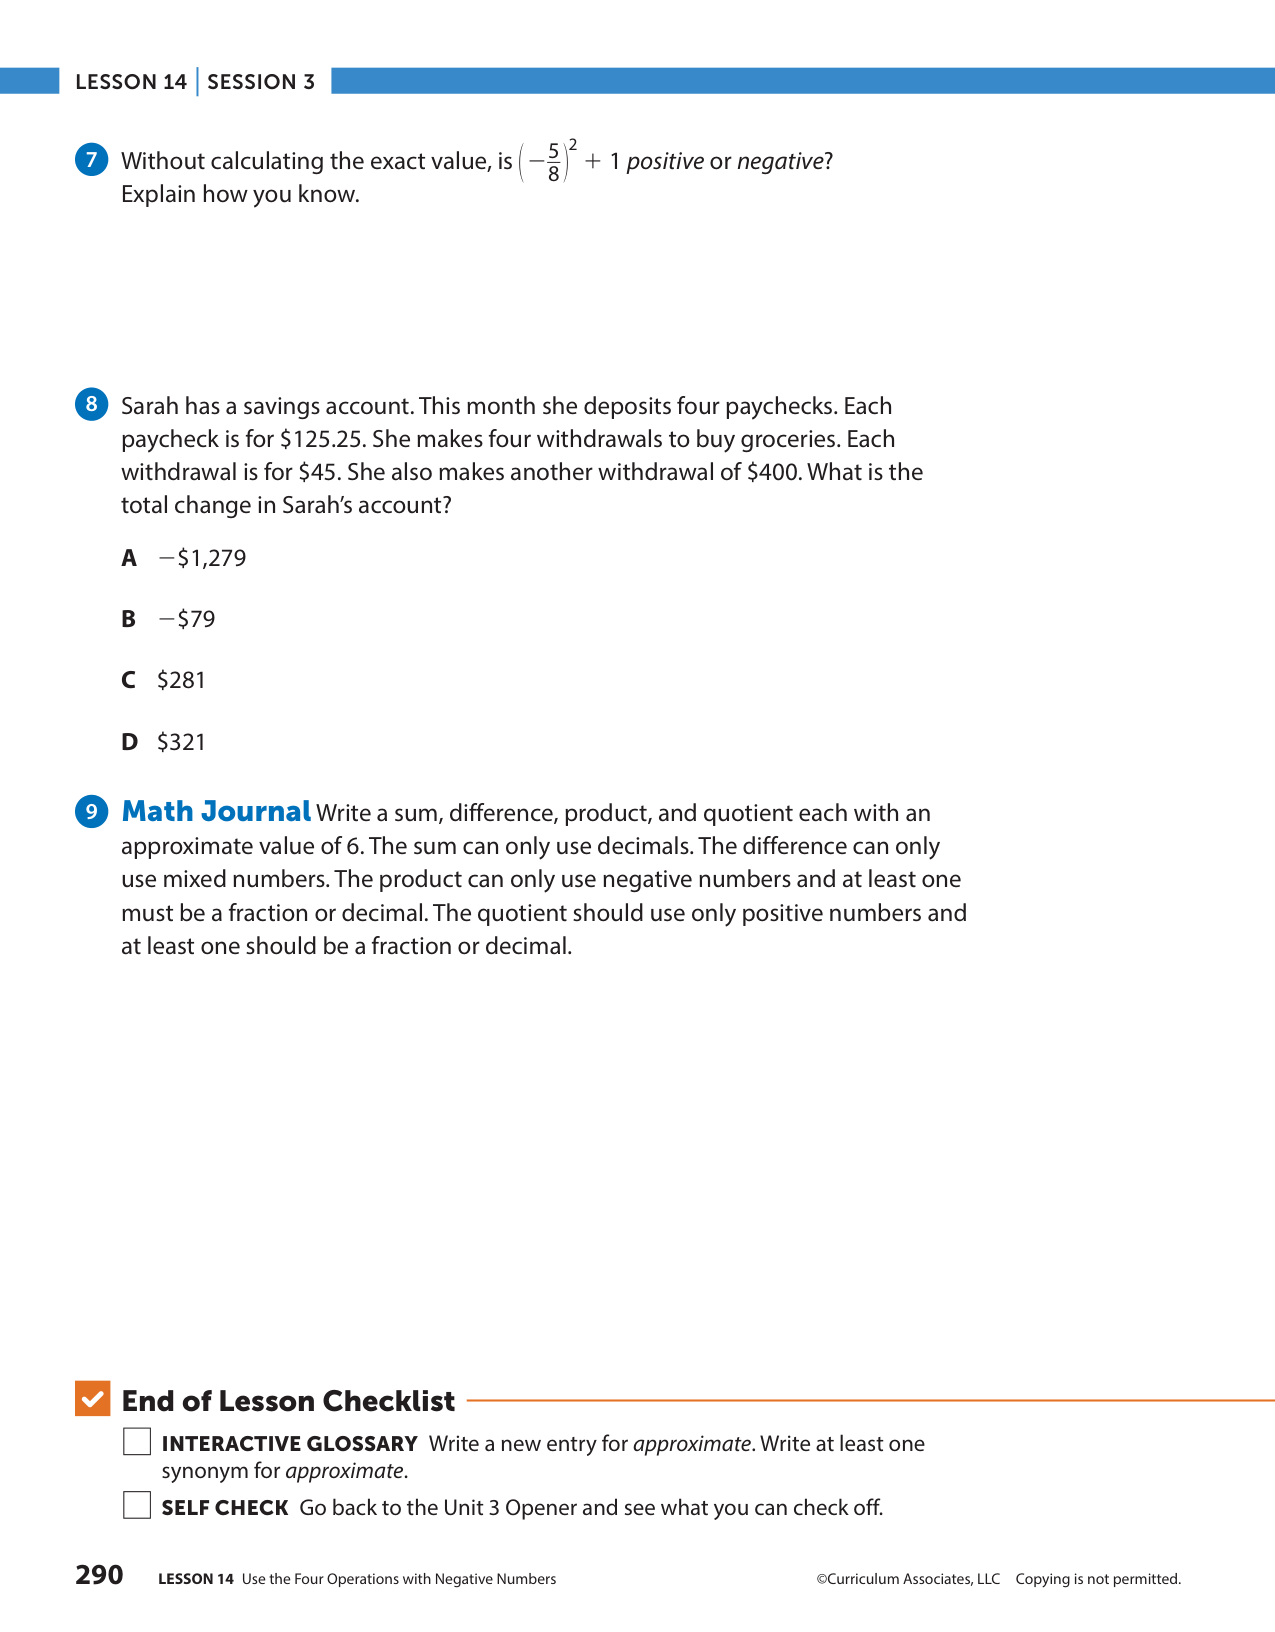 LESSON 14 | SESSION 3
7 Without calculating the exact value, is (−5/8)² + 1 positive or negative?
Explain how you know.
8 Sarah has a savings account. This month she deposits four paychecks. Each
paycheck is for $125.25. She makes four withdrawals to buy groceries. Each
withdrawal is for $45. She also makes another withdrawal of $400. What is the
total change in Sarah’s account?
A −$1,279
B −$79
C $281
D $321
9 Math Journal Write a sum, difference, product, and quotient each with an
approximate value of 6. The sum can only use decimals. The difference can only
use mixed numbers. The product can only use negative numbers and at least one
must be a fraction or decimal. The quotient should use only positive numbers and
at least one should be a fraction or decimal.
End of Lesson Checklist
INTERACTIVE GLOSSARY Write a new entry for approximate. Write at least one
synonym for approximate.
SELF CHECK Go back to the Unit 3 Opener and see what you can check off.
290 LESSON 14 Use the Four Operations with Negative Numbers ©Curriculum Associates, LLC Copying is not permitted.